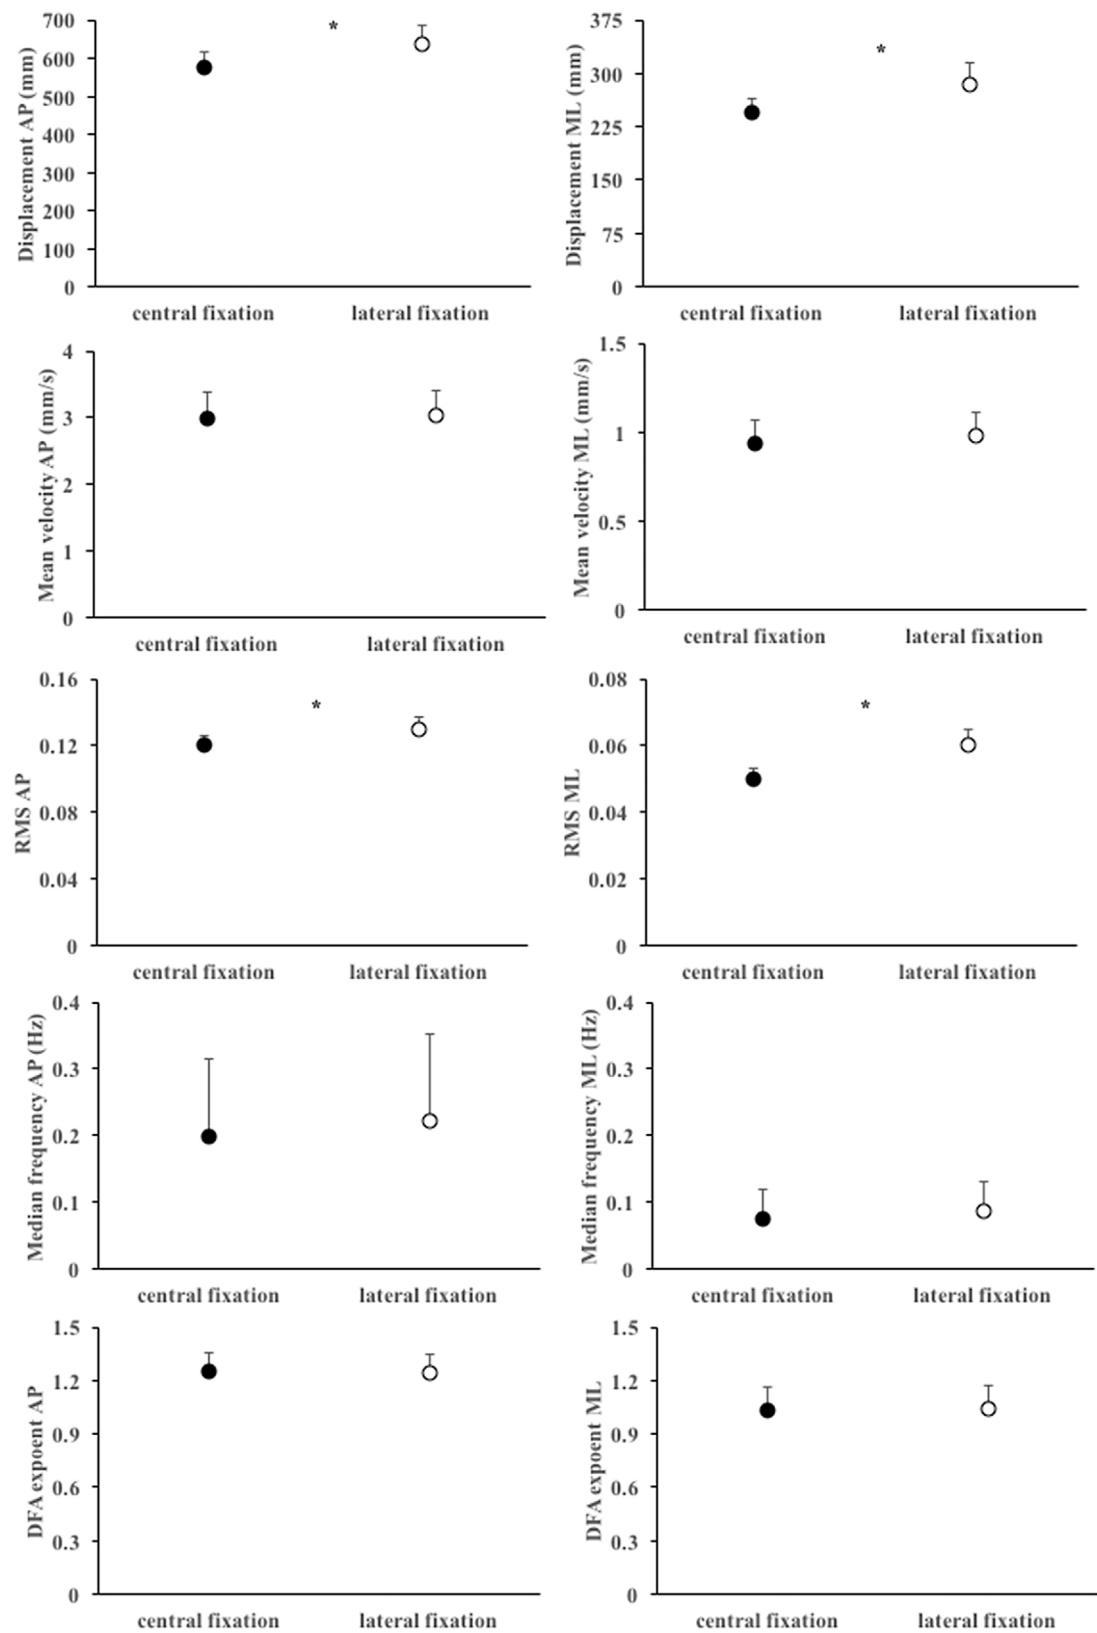 Displacement AP (mm)
700
600
500
400
300
200
100
0
*
central fixation
lateral fixation
Displacement ML (mm)
375
300
225
150
75
0
*
central fixation
lateral fixation
Mean velocity AP (mm/s)
4
3
2
1
0
central fixation
lateral fixation
Mean velocity ML (mm/s)
1.5
1
0.5
0
central fixation
lateral fixation
RMS AP
0.16
0.12
0.08
0.04
0
*
central fixation
lateral fixation
RMS ML
0.08
0.06
0.04
0.02
0
*
central fixation
lateral fixation
Median frequency AP (Hz)
0.4
0.3
0.2
0.1
0
central fixation
lateral fixation
Median frequency ML (Hz)
0.4
0.3
0.2
0.1
0
central fixation
lateral fixation
DFA expoent AP
1.5
1.2
0.9
0.6
0.3
0
central fixation
lateral fixation
DFA expoent ML
1.5
1.2
0.9
0.6
0.3
0
central fixation
lateral fixation